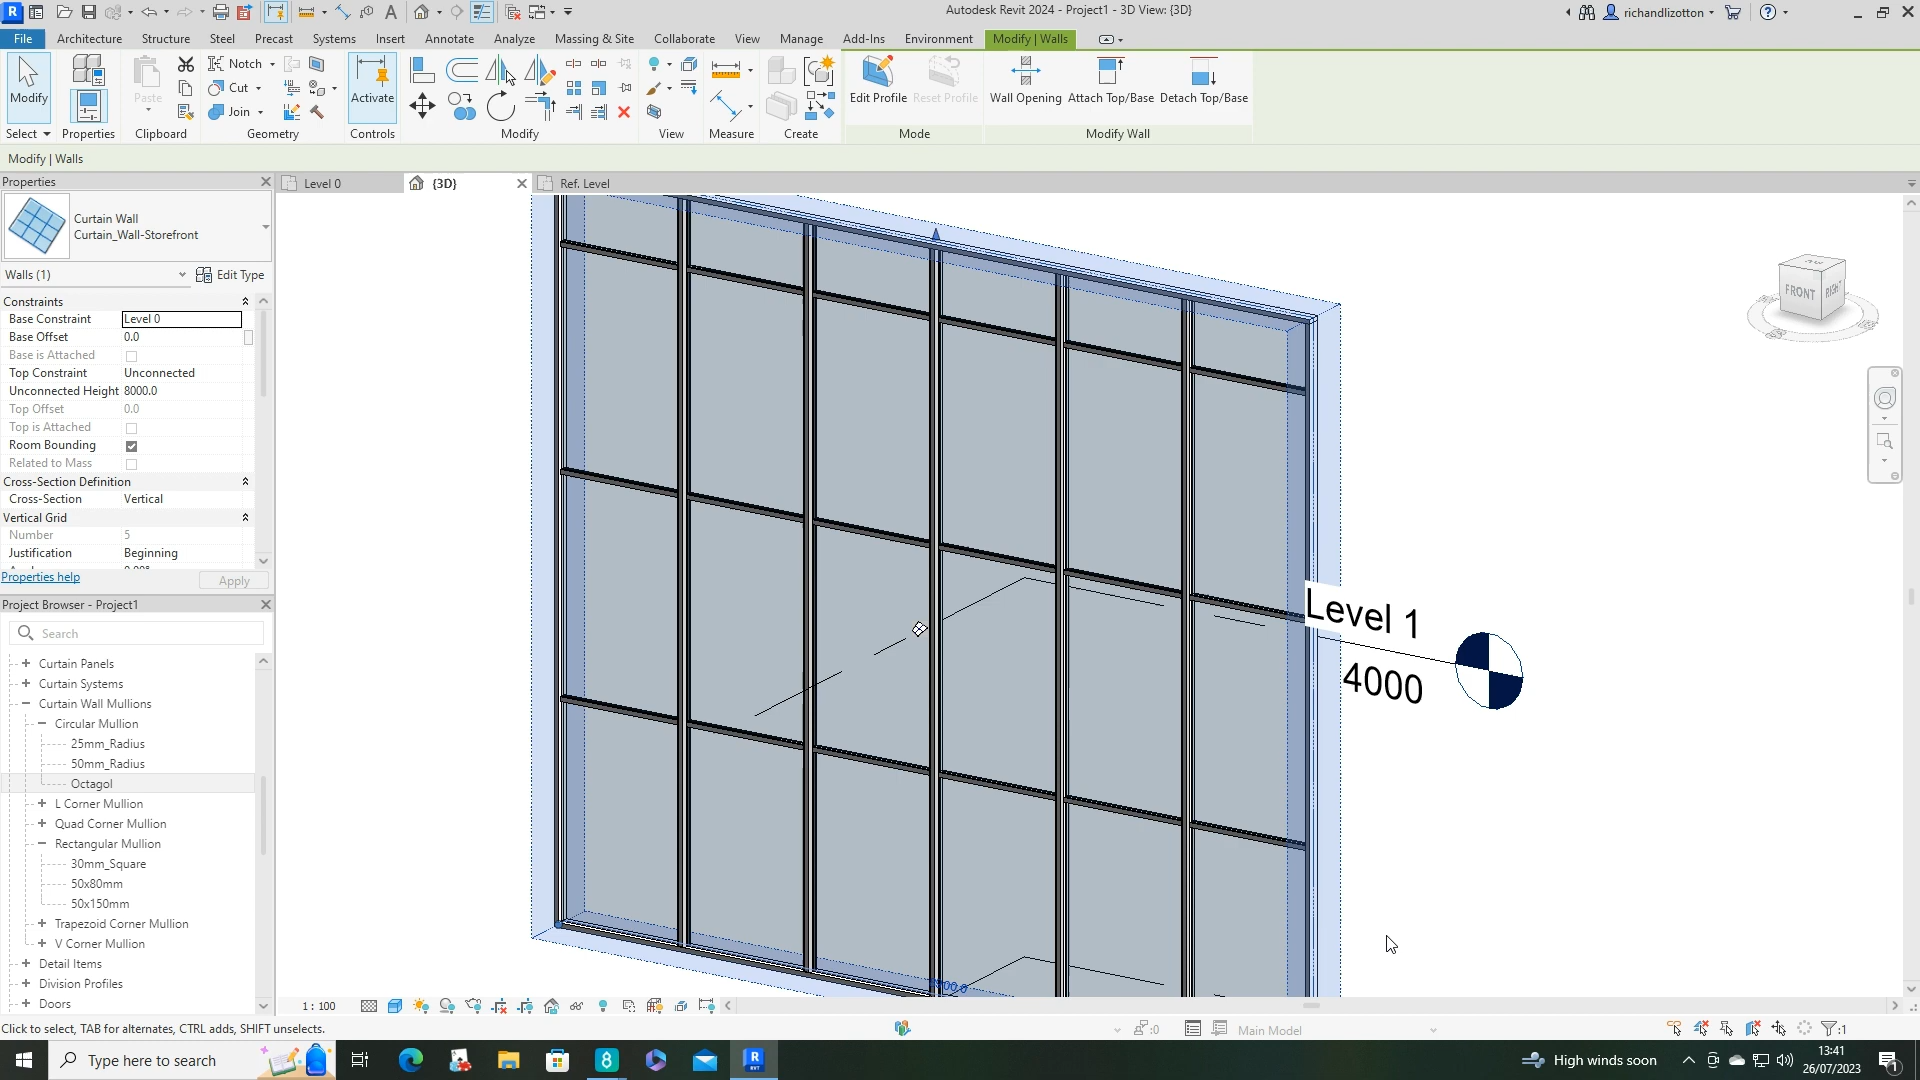 Autodesk Revit 2024 - Project1 - 3D View: {3D}
richandlizotton
File Architecture Structure Steel Precast Systems Insert Annotate Analyze Massing & Site Collaborate View Manage Add-Ins Environment Modify | Walls
Modify
Paste
Notch
Cut
Join
Activate
Edit Profile Reset Profile Wall Opening Attach Top/Base Detach Top/Base
Select Properties Clipboard Geometry Controls Modify View Measure Create Mode Modify Wall
Modify | Walls
Properties
Level 0 {3D} Ref. Level
Curtain Wall
Curtain_Wall-Storefront
Walls (1) Edit Type
Constraints
Base Constraint Level 0
Base Offset 0.0
Base is Attached
Top Constraint Unconnected
Unconnected Height 8000.0
Top Offset 0.0
Top is Attached
Room Bounding
Related to Mass
Cross-Section Definition
Cross-Section Vertical
Vertical Grid
Number 5
Justification Beginning
Properties help Apply
Project Browser - Project1
Search
Curtain Panels
Curtain Systems
Curtain Wall Mullions
Circular Mullion
25mm_Radius
50mm_Radius
Octagol
L Corner Mullion
Quad Corner Mullion
Rectangular Mullion
30mm_Square
50x80mm
50x150mm
Trapezoid Corner Mullion
V Corner Mullion
Detail Items
Division Profiles
Doors
FRONT RIGHT
Level 1
4000
1 : 100
Click to select, TAB for alternates, CTRL adds, SHIFT unselects.
:0
Main Model
:1
Type here to search
High winds soon
13:41
26/07/2023
1